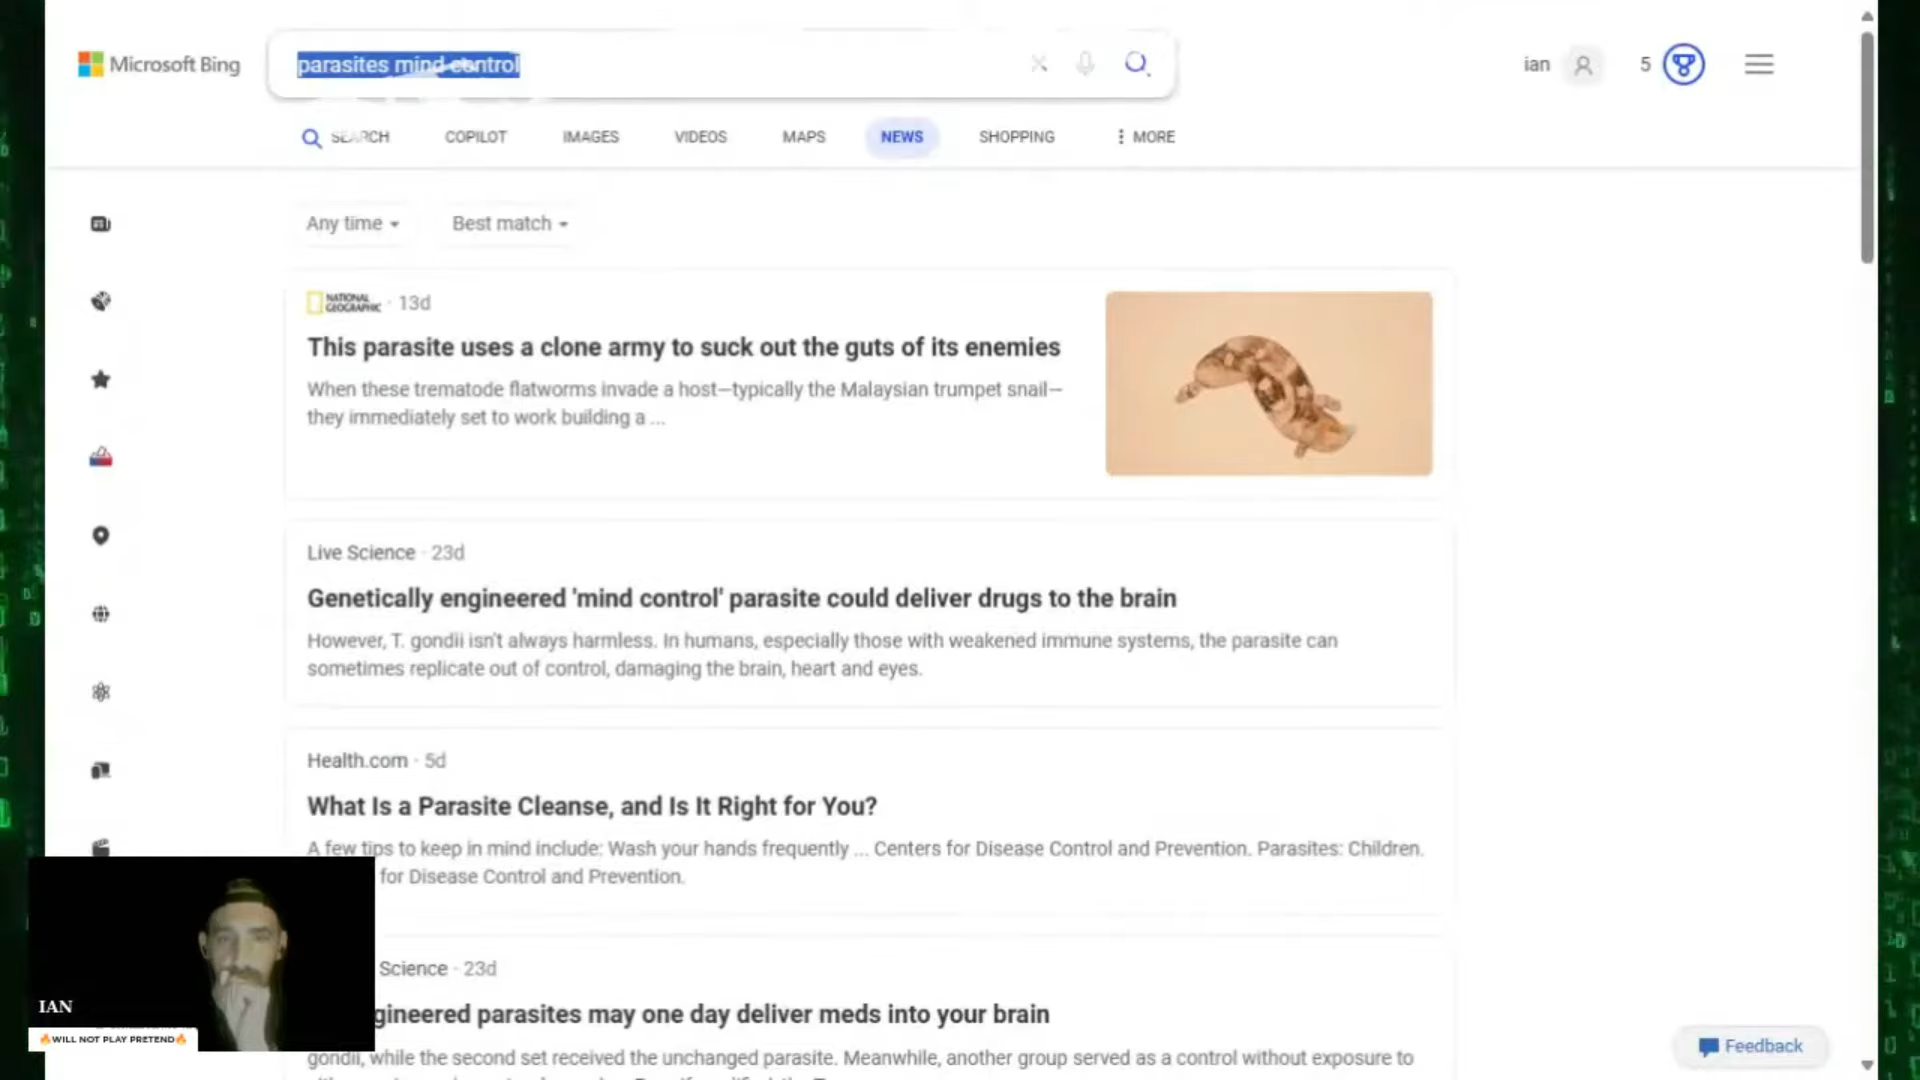 Microsoft Bing
parasites mind control
ian
5
SEARCH
COPILOT
IMAGES
VIDEOS
MAPS
NEWS
SHOPPING
MORE
Any time
Best match
NATIONAL GEOGRAPHIC · 13d
This parasite uses a clone army to suck out the guts of its enemies
When these trematode flatworms invade a host—typically the Malaysian trumpet snail—
they immediately set to work building a ...
Live Science · 23d
Genetically engineered 'mind control' parasite could deliver drugs to the brain
However, T. gondii isn't always harmless. In humans, especially those with weakened immune systems, the parasite can
sometimes replicate out of control, damaging the brain, heart and eyes.
Health.com · 5d
What Is a Parasite Cleanse, and Is It Right for You?
A few tips to keep in mind include: Wash your hands frequently ... Centers for Disease Control and Prevention. Parasites: Children.
for Disease Control and Prevention.
Science · 23d
gineered parasites may one day deliver meds into your brain
gondii, while the second set received the unchanged parasite. Meanwhile, another group served as a control without exposure to
IAN
🔥WILL NOT PLAY PRETEND🔥
Feedback